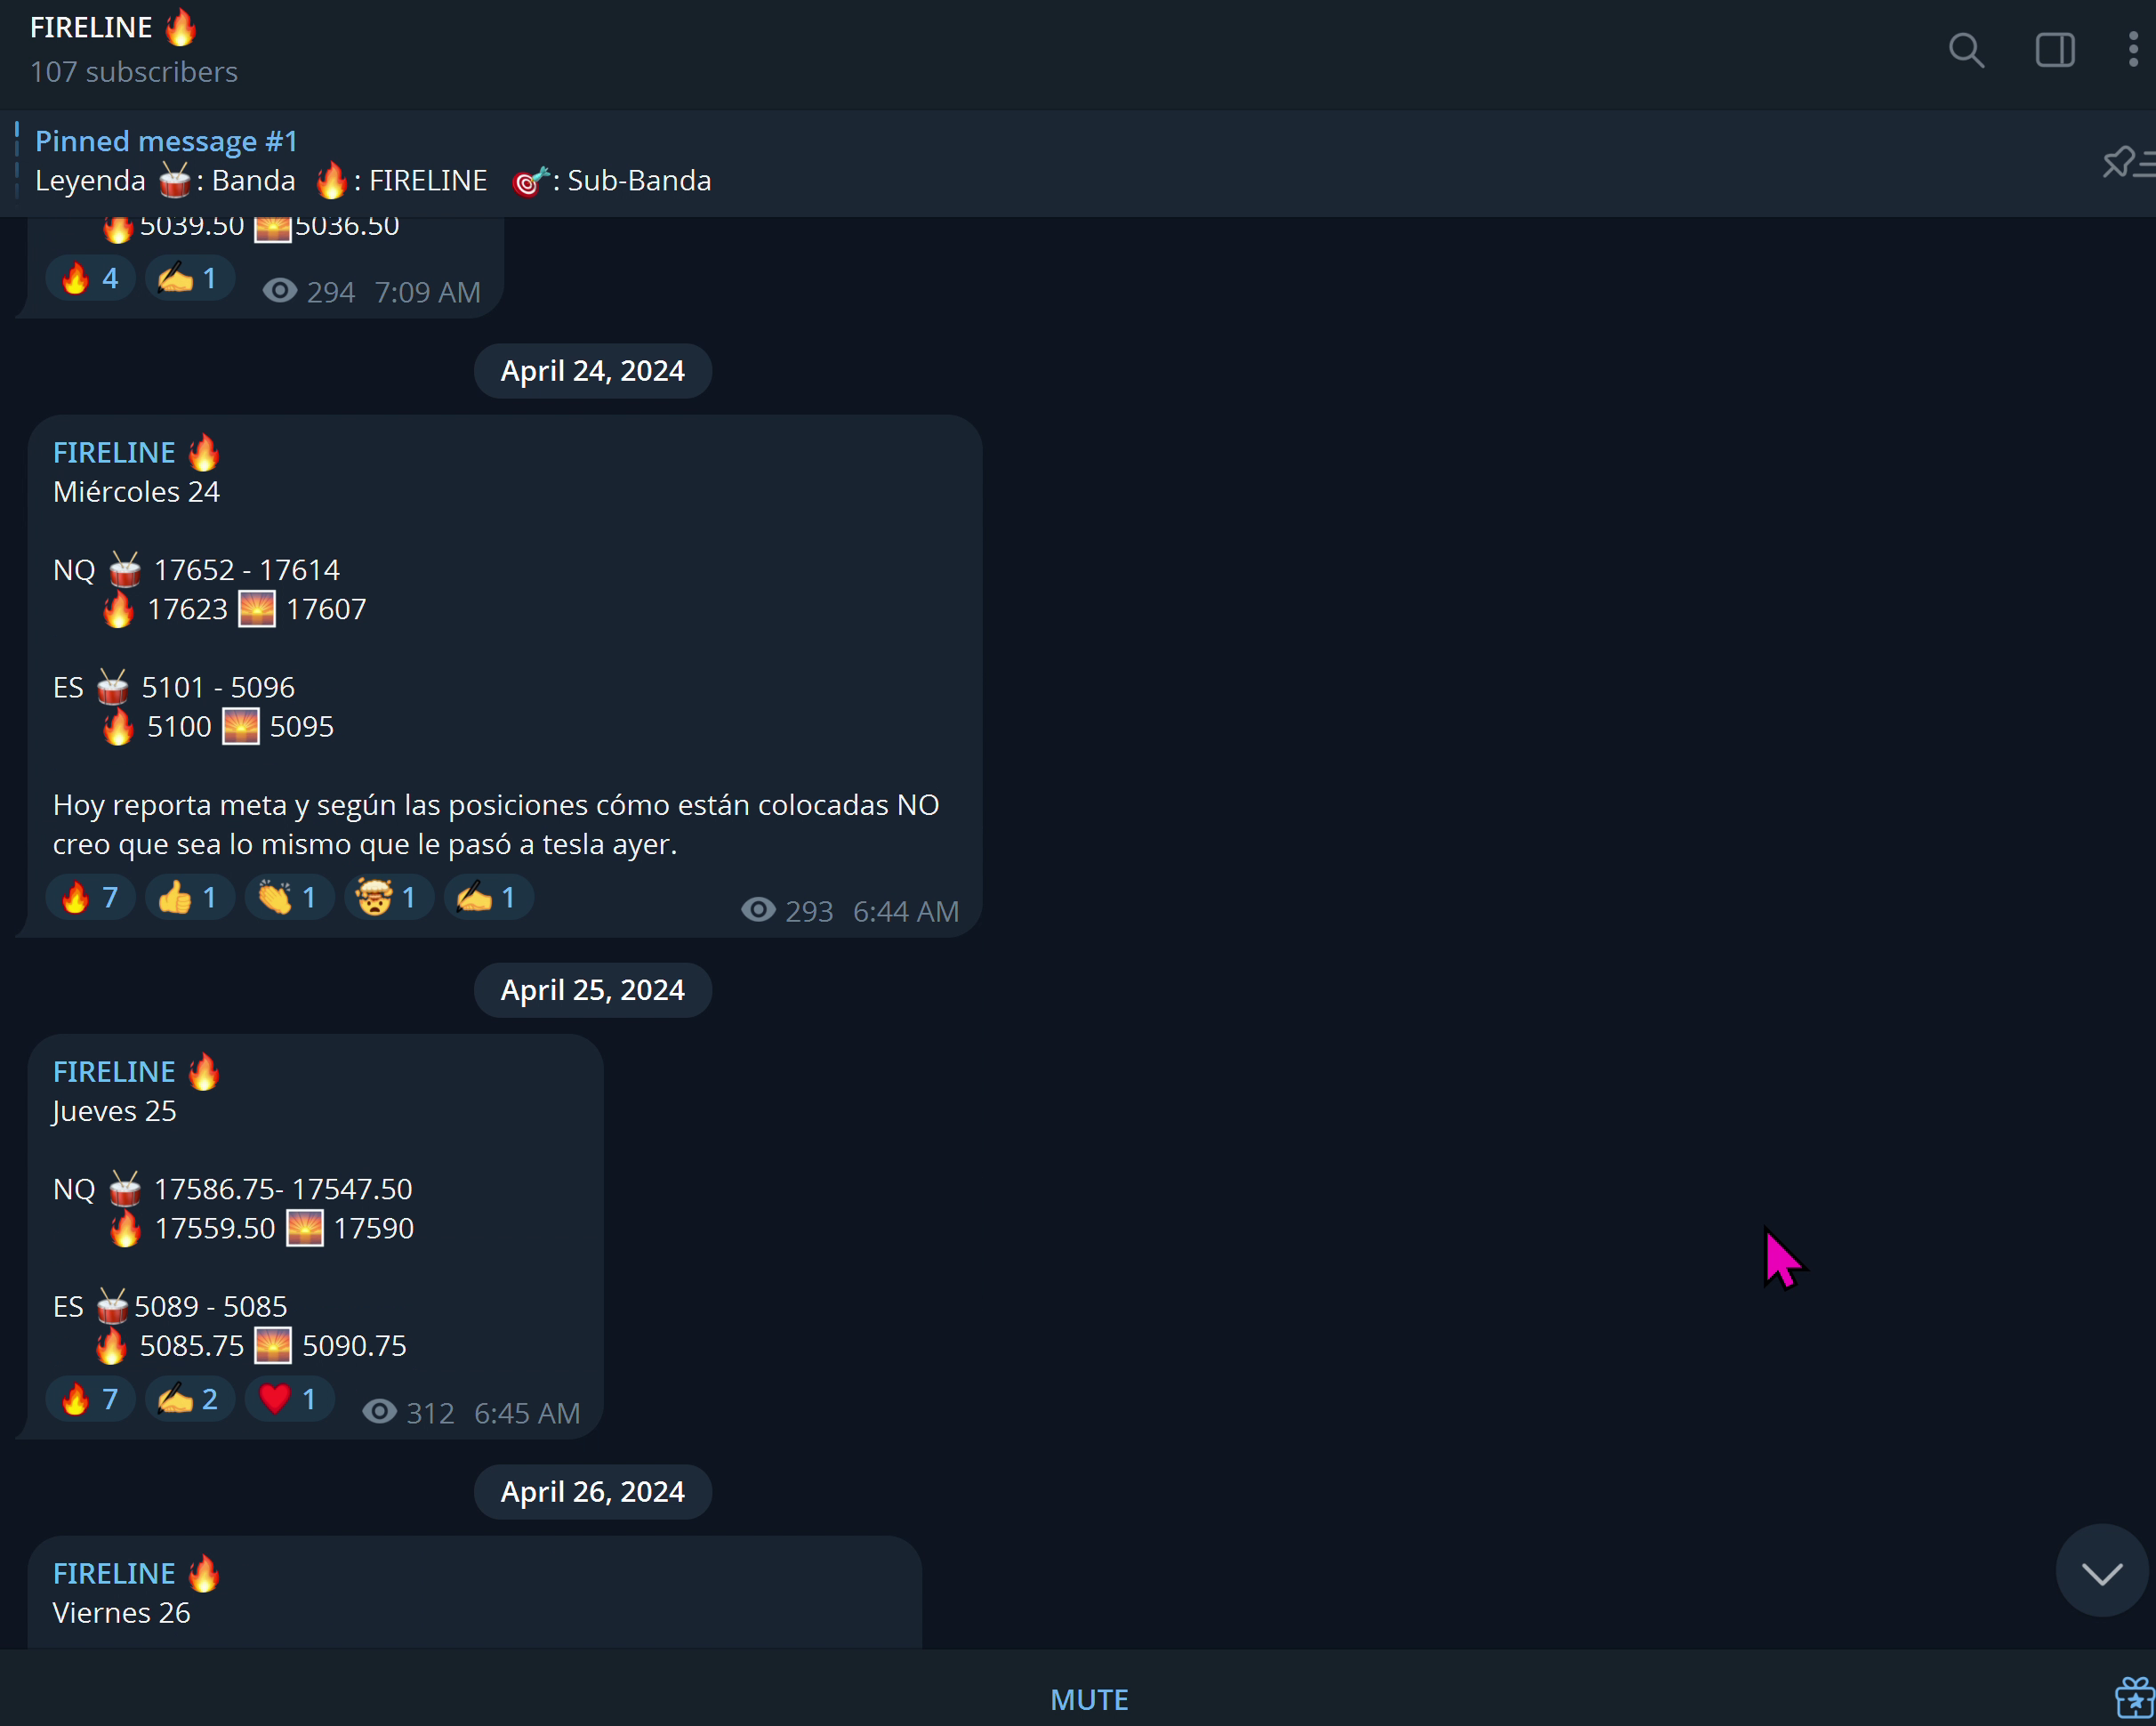 FIRELINE 🔥
107 subscribers
Pinned message #1
Leyenda 🥁: Banda 🔥: FIRELINE 🎯: Sub-Banda
🔥5039.50 🌅5036.50
🔥 4 ✍️ 1 294 7:09 AM
April 24, 2024
FIRELINE 🔥
Miércoles 24
NQ 🥁 17652 - 17614
🔥 17623 🌅 17607
ES 🥁 5101 - 5096
🔥 5100 🌅 5095
Hoy reporta meta y según las posiciones cómo están colocadas NO
creo que sea lo mismo que le pasó a tesla ayer.
🔥 7 👍 1 👏 1 🤯 1 ✍️ 1 293 6:44 AM
April 25, 2024
FIRELINE 🔥
Jueves 25
NQ 🥁 17586.75- 17547.50
🔥 17559.50 🌅 17590
ES 🥁5089 - 5085
🔥 5085.75 🌅 5090.75
🔥 7 ✍️ 2 ❤️ 1 312 6:45 AM
April 26, 2024
FIRELINE 🔥
Viernes 26
MUTE